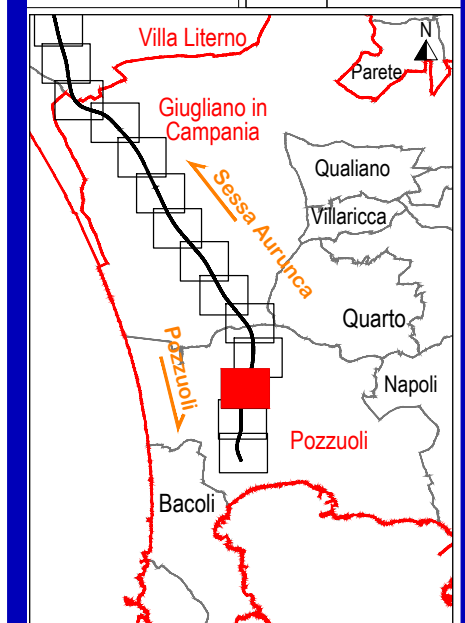 Villa Literno
N
Parete
Giugliano in
Campania
Qualiano
Sessa Aurunca
Villaricca
Quarto
Pozzuoli
Napoli
Pozzuoli
Bacoli